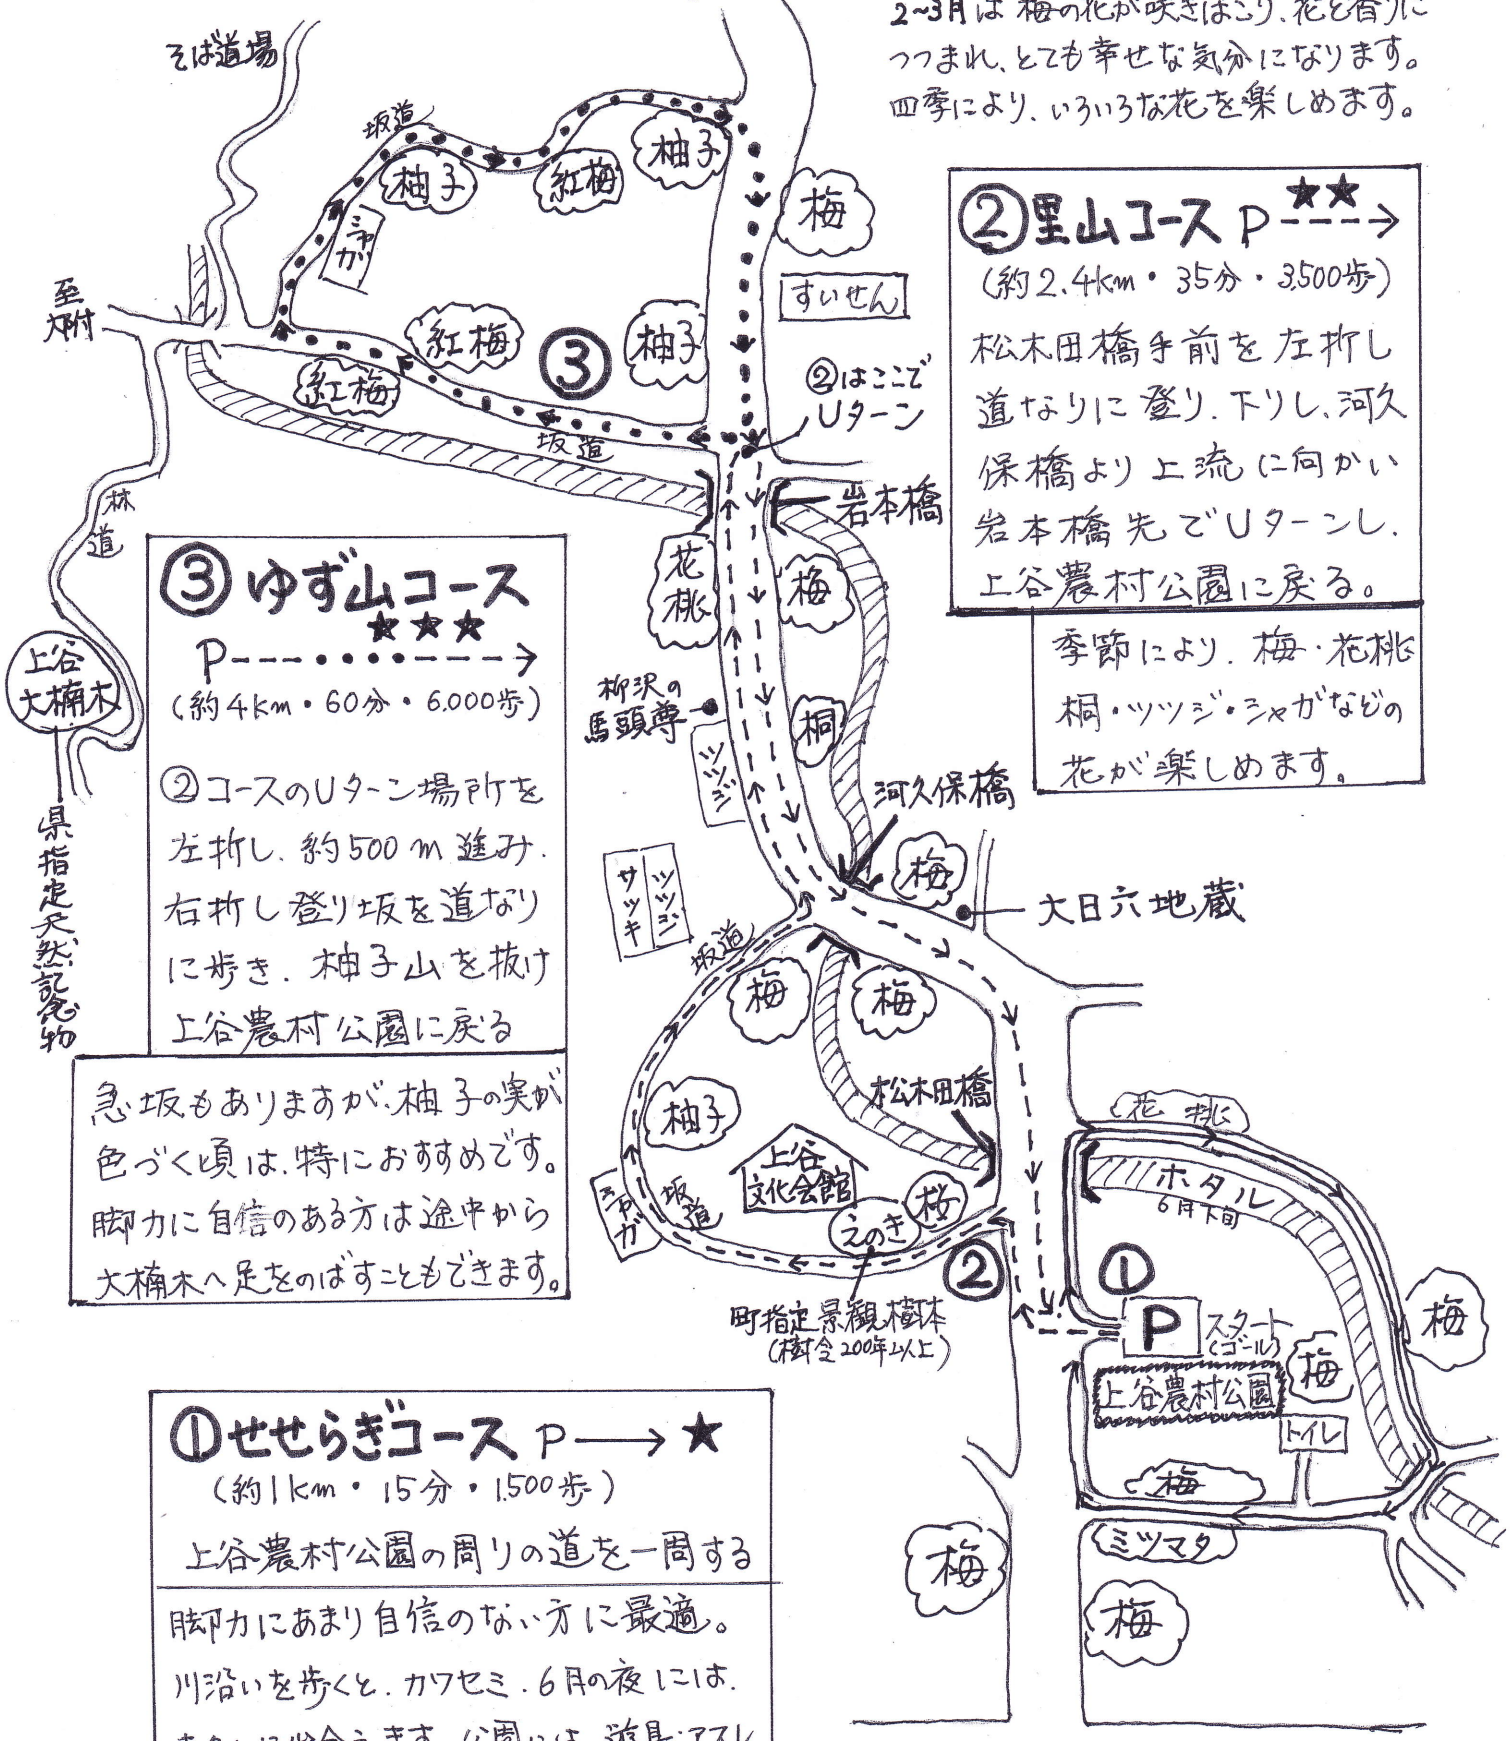 2~3月は梅の花が咲きほこり、花と香りに
つつまれ、とても幸せな気分になります。
四季により、いろいろな花を楽しめます。
そば道場
坂道
柚子
紅梅
柚子
シャガ
梅
すいせん
至
大附
紅梅
紅梅
③
柚子
②はここで
Uターン
坂道
岩本橋
林道
花桃
梅
②里山コース P---→ ★★
(約2.4km・35分・3,500歩)
松木田橋手前を左折し
道なりに登り、下りし、河久
保橋より上流に向かい
岩本橋先でUターンし、
上谷農村公園に戻る。
季節により、梅・花桃
桐・ツツジ・シャガなどの
花が楽しめます。
③ゆず山コース
★★★
P---・・・・---→
(約4km・60分・6,000歩)
②コースのUターン場所を
左折し、約500m進み、
右折し登り坂を道なり
に歩き、柚子山を抜け
上谷農村公園に戻る
急坂もありますが、柚子の実が
色づく頃は、特におすすめです。
脚力に自信のある方は途中から
大楠木へ足をのばすこともできます。
上谷
大楠木
県指定天然記念物
柳沢の
馬頭尊
ツツジ
桐
河久保橋
サツキ
ツツジ
梅
大日六地蔵
坂道
梅
梅
松木田橋
柚子
上谷
文化会館
シャガ
坂道
えのき
桜
②
町指定景観樹木
(樹令200年以上)
花桃
ホタル
6月下旬
①
P
スタート
(ゴール)
梅
梅
上谷農村公園
トイレ
梅
ミツマタ
梅
梅
①せせらぎコース P→ ★
(約1km・15分・1,500歩)
上谷農村公園の周りの道を一周する
脚力にあまり自信のない方に最適。
川沿いを歩くと、カワセミ、6月の夜には、